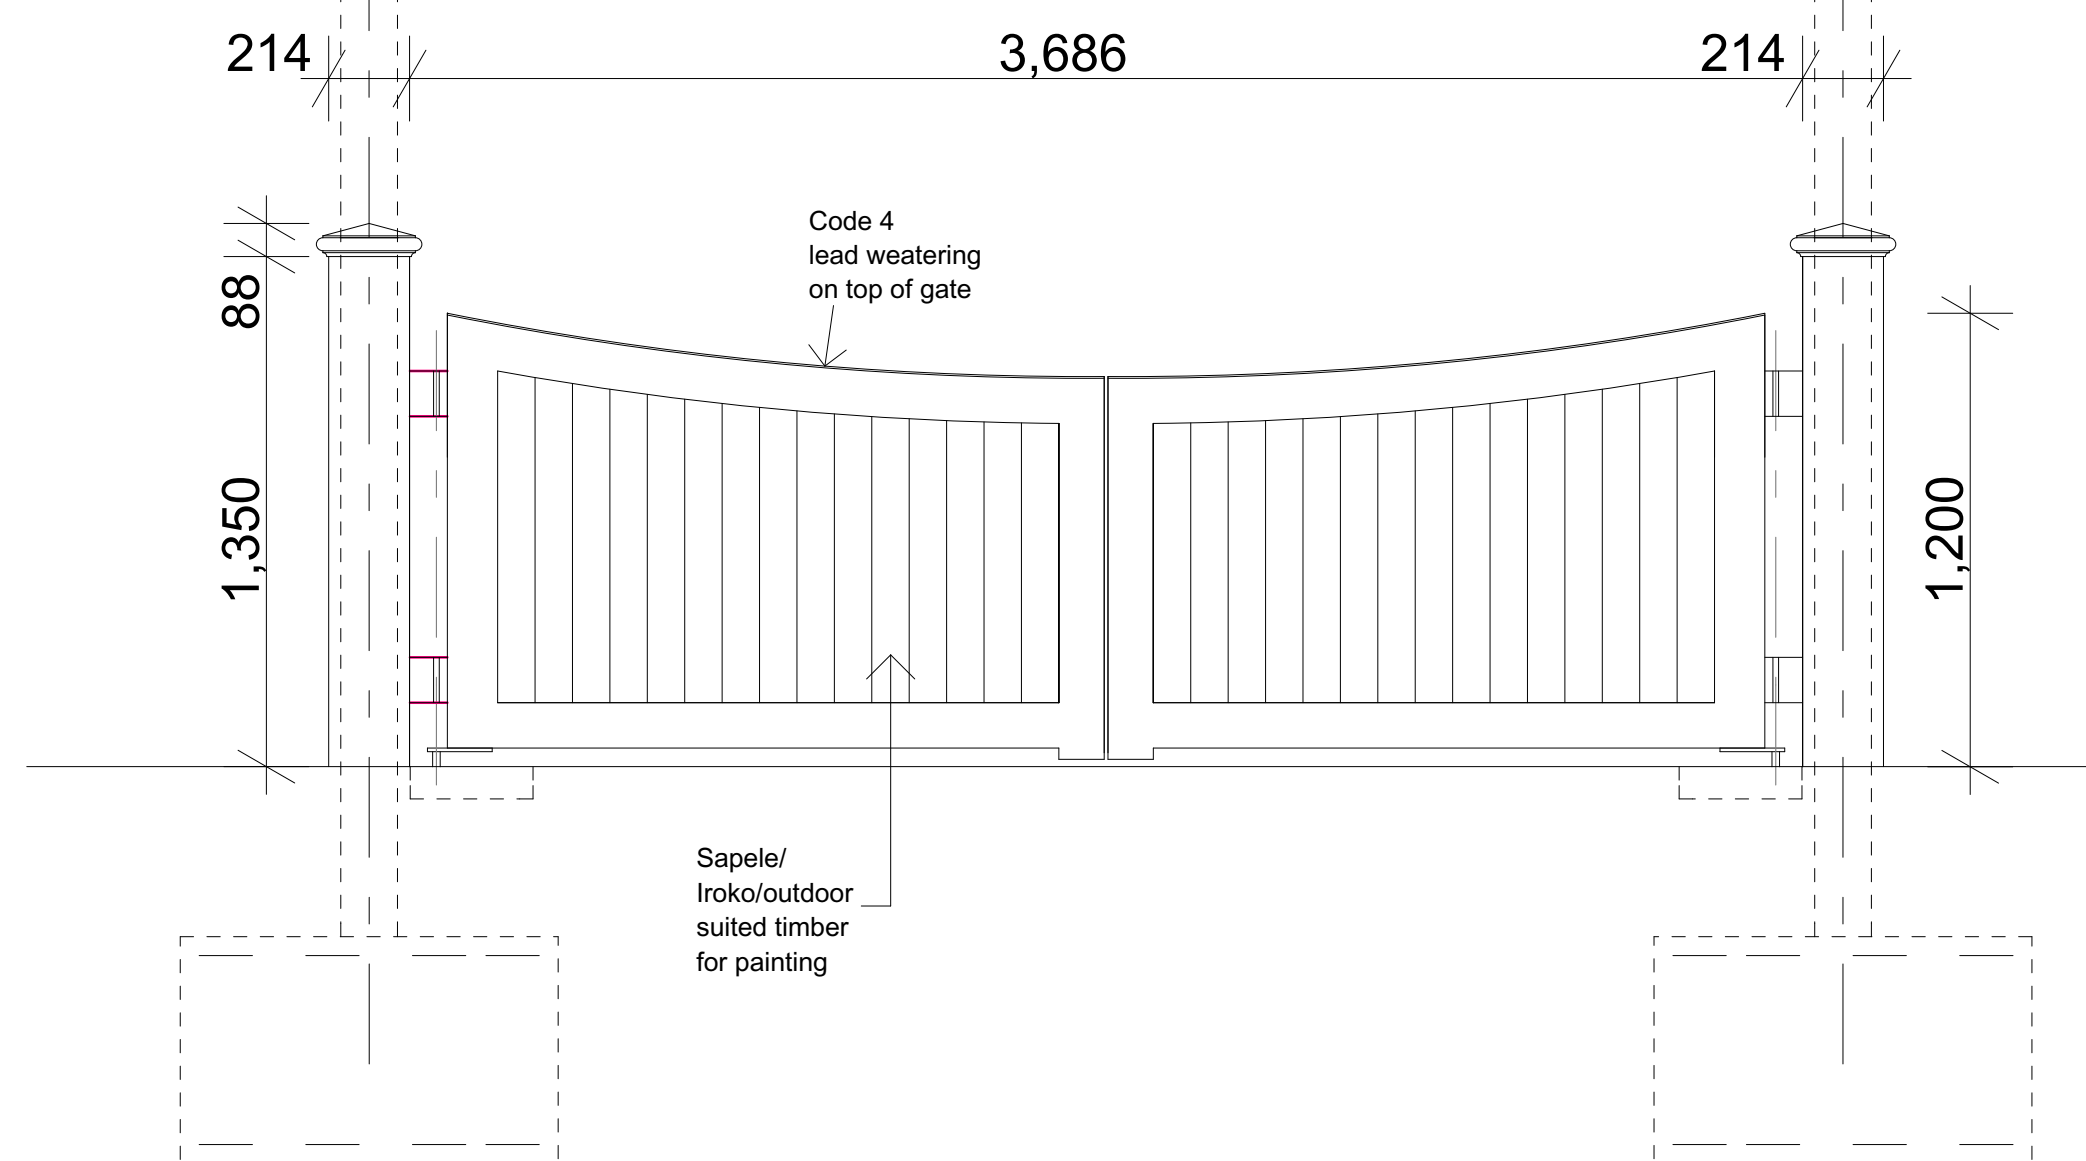 214
3,686
214
Code 4
lead weatering
on top of gate
88
1,350
1,200
Sapele/
Iroko/outdoor
suited timber
for painting